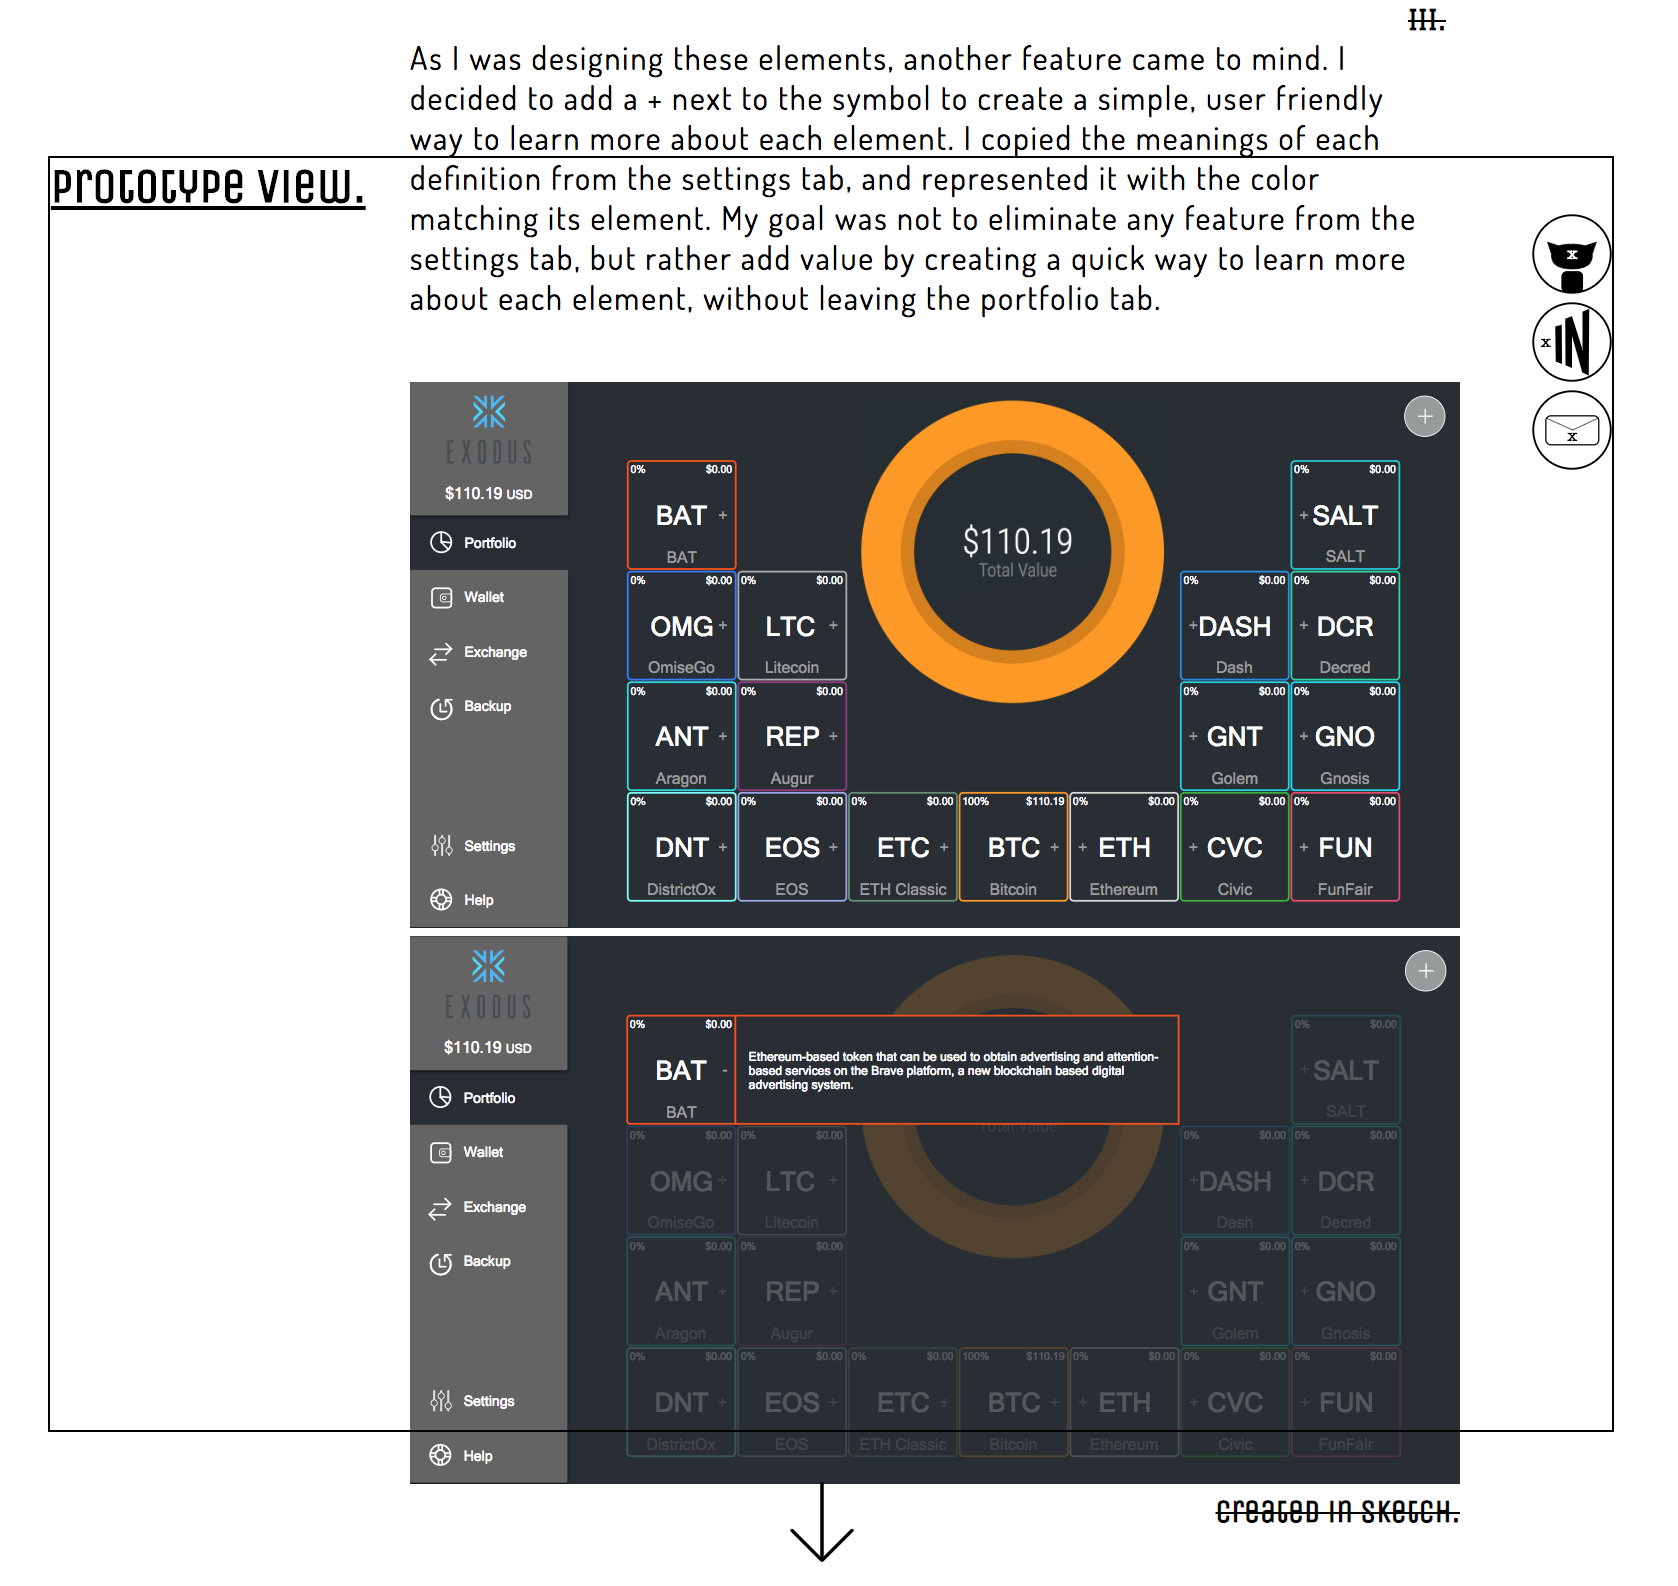 III.
As I was designing these elements, another feature came to mind. I
decided to add a + next to the symbol to create a simple, user friendly
way to learn more about each element. I copied the meanings of each
definition from the settings tab, and represented it with the color
matching its element. My goal was not to eliminate any feature from the
settings tab, but rather add value by creating a quick way to learn more
about each element, without leaving the portfolio tab.
Prototype View.
x
x IN
x
EXODUS
$110.19 USD
Portfolio
Wallet
Exchange
Backup
Settings
Help
+
$110.19
Total Value
0% $0.00
BAT +
BAT
0% $0.00
+ SALT
SALT
0% $0.00 0% $0.00 0% $0.00 0% $0.00
OMG + LTC + +DASH + DCR
OmiseGo Litecoin Dash Decred
0% $0.00 0% $0.00 0% $0.00 0% $0.00
ANT + REP + + GNT + GNO
Aragon Augur Golem Gnosis
0% $0.00 0% $0.00 0% $0.00 100% $110.19 0% $0.00 0% $0.00 0% $0.00
DNT + EOS + ETC + BTC + + ETH + CVC + FUN
DistrictOx EOS ETH Classic Bitcoin Ethereum Civic FunFair
EXODUS
$110.19 USD
Portfolio
Wallet
Exchange
Backup
Settings
Help
+
0% $0.00
BAT -
BAT
Ethereum-based token that can be used to obtain advertising and attention-
based services on the Brave platform, a new blockchain based digital
advertising system.
Total Value
0% $0.00
+ SALT
SALT
0% $0.00 0% $0.00 0% $0.00 0% $0.00
OMG + LTC + +DASH + DCR
OmiseGo Litecoin Dash Decred
0% $0.00 0% $0.00 0% $0.00 0% $0.00
ANT + REP + + GNT + GNO
Aragon Augur Golem Gnosis
0% $0.00 0% $0.00 0% $0.00 100% $110.19 0% $0.00 0% $0.00 0% $0.00
DNT + EOS + ETC + BTC + + ETH + CVC + FUN
DistrictOx EOS ETH Classic Bitcoin Ethereum Civic FunFair
Created in Sketch.